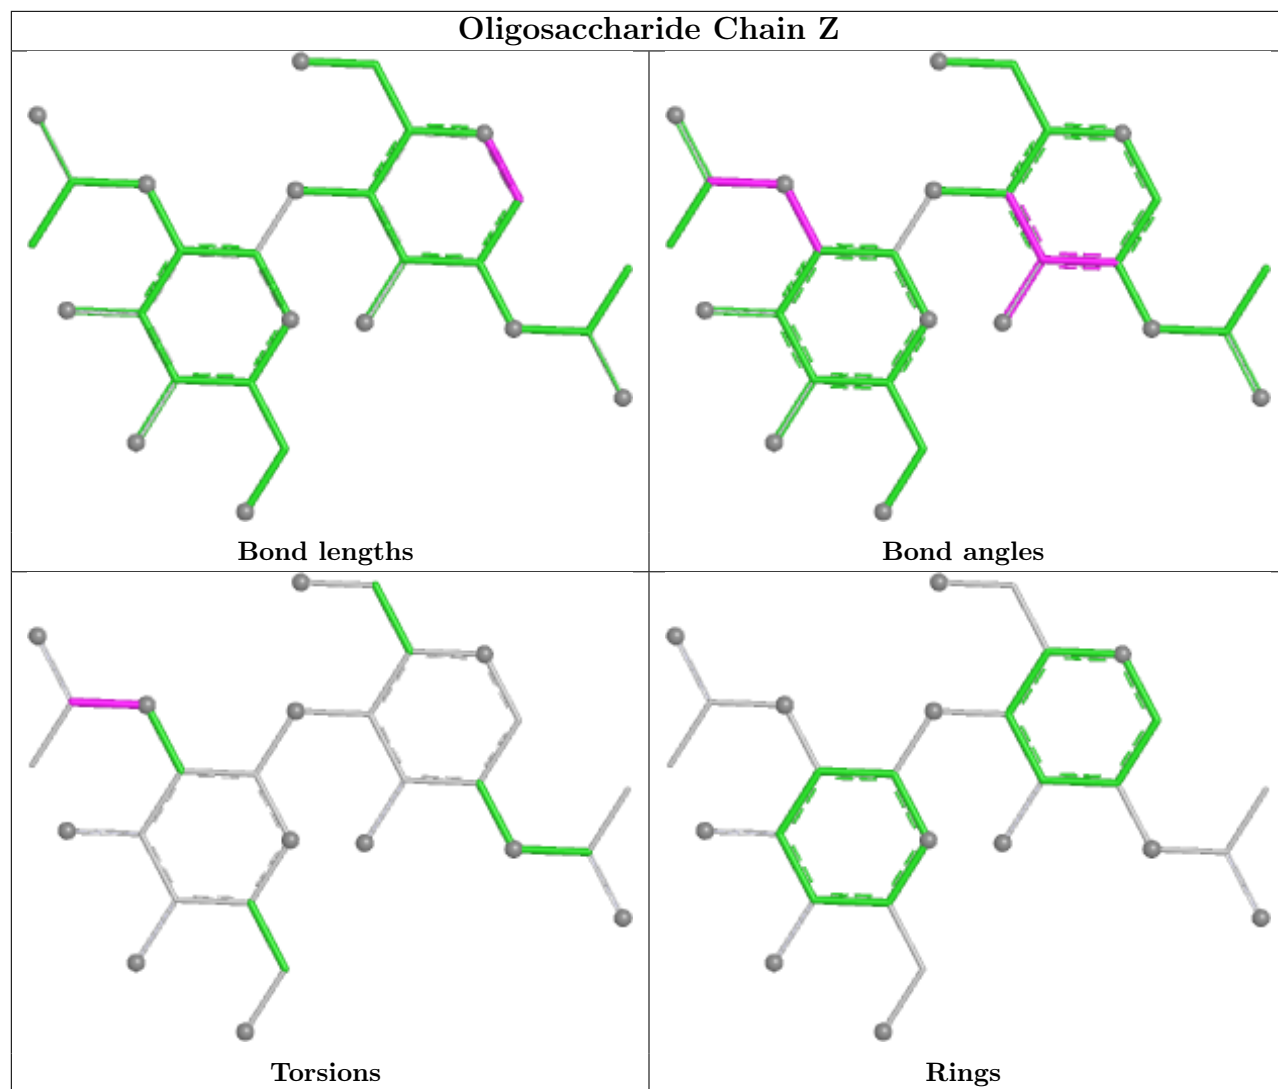 Oligosaccharide Chain Z
Bond lengths
Bond angles
Torsions
Rings